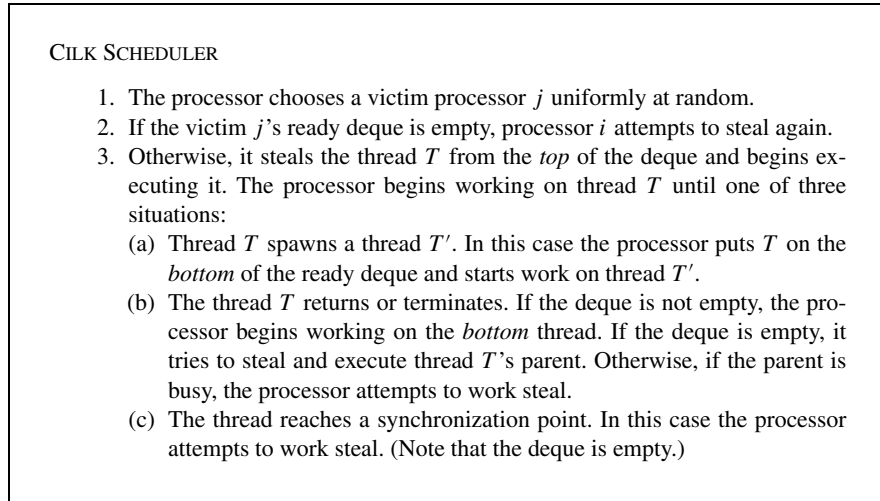 CILK SCHEDULER
1. The processor chooses a victim processor j uniformly at random.
2. If the victim j's ready deque is empty, processor i attempts to steal again.
3. Otherwise, it steals the thread T from the top of the deque and begins ex-
ecuting it. The processor begins working on thread T until one of three
situations:
(a) Thread T spawns a thread T′. In this case the processor puts T on the
bottom of the ready deque and starts work on thread T′.
(b) The thread T returns or terminates. If the deque is not empty, the pro-
cessor begins working on the bottom thread. If the deque is empty, it
tries to steal and execute thread T's parent. Otherwise, if the parent is
busy, the processor attempts to work steal.
(c) The thread reaches a synchronization point. In this case the processor
attempts to work steal. (Note that the deque is empty.)